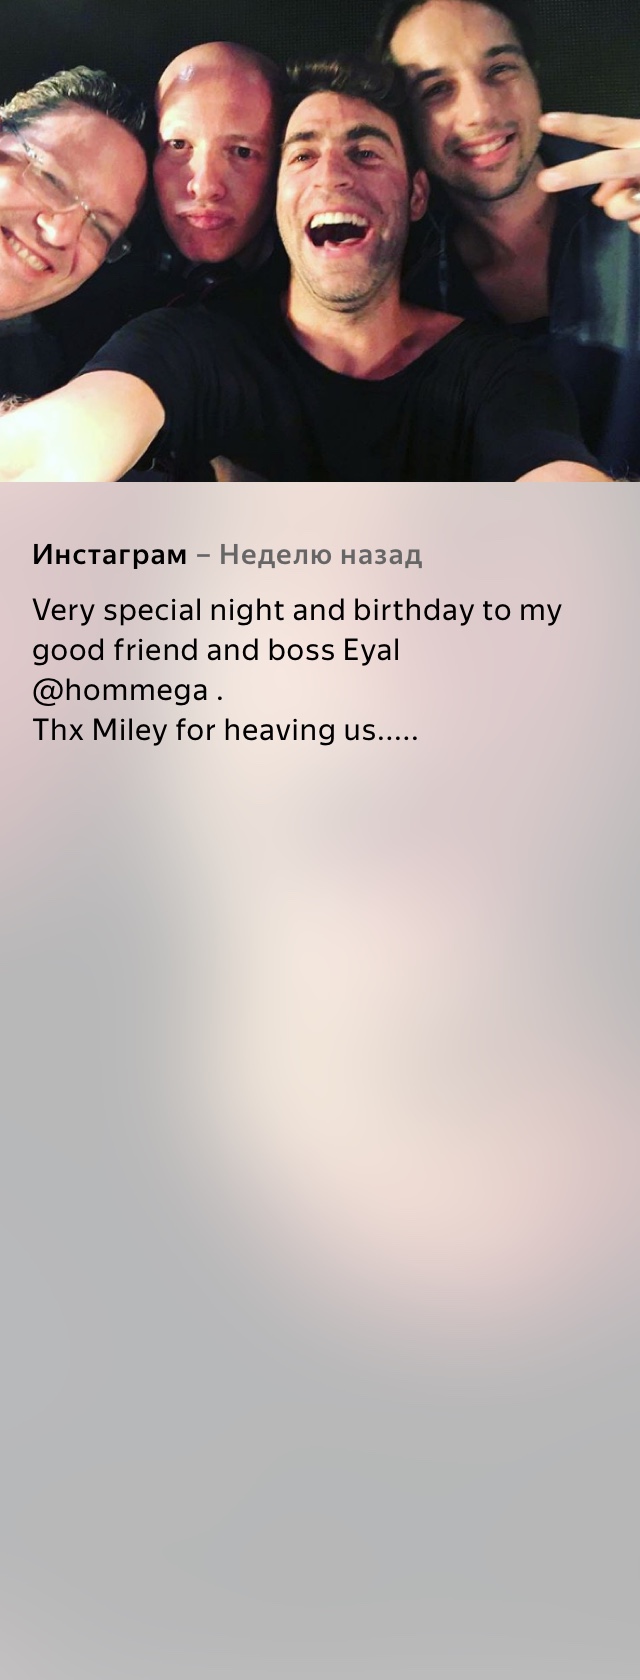 Инстаграм – Неделю назад
Very special night and birthday to my
good friend and boss Eyal
@hommega .
Thx Miley for heaving us.....